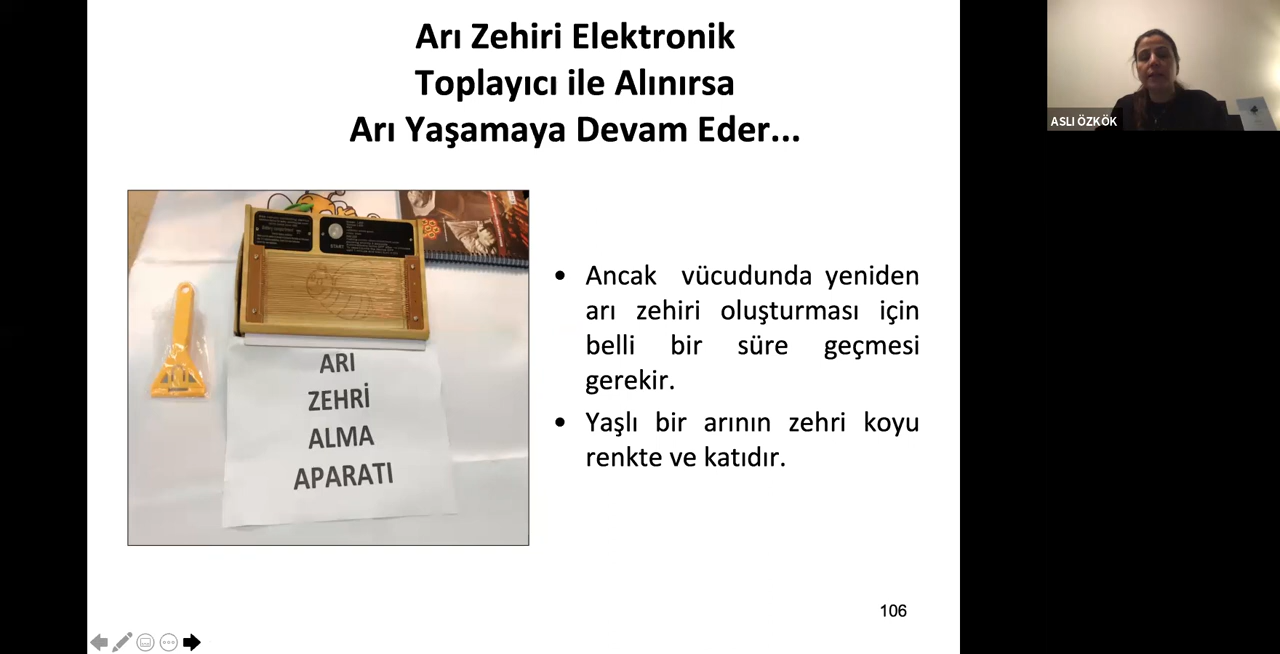 Arı Zehiri Elektronik
Toplayıcı ile Alınırsa
Arı Yaşamaya Devam Eder...
ASLI ÖZKÖK
START
ARI
ZEHRİ
ALMA
APARATI
• Ancak vücudunda yeniden
arı zehiri oluşturması için
belli bir süre geçmesi
gerekir.
• Yaşlı bir arının zehri koyu
renkte ve katıdır.
106